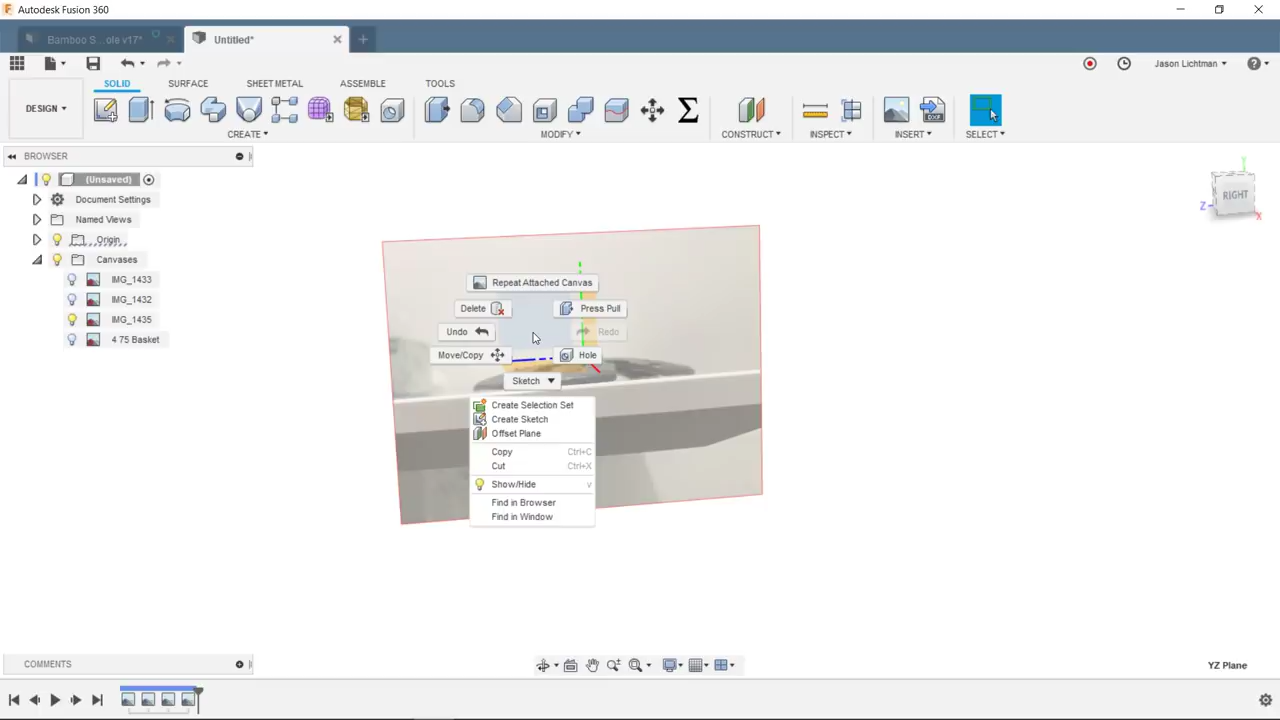 Autodesk Fusion 360
Bamboo S...ole v17*
Untitled*
Jason Lichtman
DESIGN
SOLID
SURFACE
SHEET METAL
ASSEMBLE
TOOLS
CREATE
MODIFY
CONSTRUCT
INSPECT
INSERT
SELECT
BROWSER
(Unsaved)
Document Settings
Named Views
Origin
Canvases
IMG_1433
IMG_1432
IMG_1435
4 75 Basket
Y
RIGHT
Z
X
Repeat Attached Canvas
Delete
Press Pull
Undo
Redo
Move/Copy
Hole
Sketch
Create Selection Set
Create Sketch
Offset Plane
Copy Ctrl+C
Cut Ctrl+X
Show/Hide v
Find in Browser
Find in Window
COMMENTS
YZ Plane